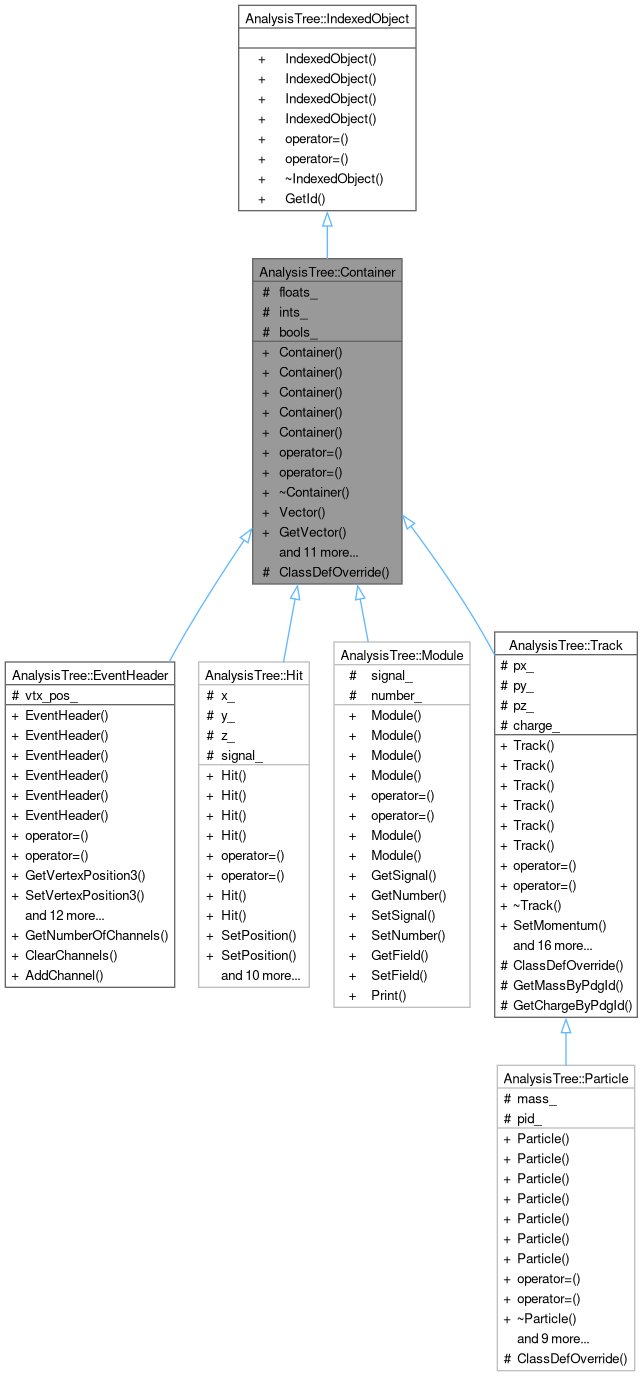 AnalysisTree::IndexedObject
+ IndexedObject()
+ IndexedObject()
+ IndexedObject()
+ IndexedObject()
+ operator=()
+ operator=()
+ ~IndexedObject()
+ GetId()
AnalysisTree::Container
# floats_
# ints_
# bools_
+ Container()
+ Container()
+ Container()
+ Container()
+ Container()
+ operator=()
+ operator=()
+ ~Container()
+ Vector()
+ GetVector()
and 11 more...
# ClassDefOverride()
AnalysisTree::EventHeader
# vtx_pos_
+ EventHeader()
+ EventHeader()
+ EventHeader()
+ EventHeader()
+ EventHeader()
+ EventHeader()
+ operator=()
+ operator=()
+ GetVertexPosition3()
+ SetVertexPosition3()
and 12 more...
+ GetNumberOfChannels()
+ ClearChannels()
+ AddChannel()
AnalysisTree::Hit
# x_
# y_
# z_
# signal_
+ Hit()
+ Hit()
+ Hit()
+ Hit()
+ operator=()
+ operator=()
+ Hit()
+ Hit()
+ SetPosition()
+ SetPosition()
and 10 more...
AnalysisTree::Module
# signal_
# number_
+ Module()
+ Module()
+ Module()
+ Module()
+ operator=()
+ operator=()
+ Module()
+ Module()
+ GetSignal()
+ GetNumber()
+ SetSignal()
+ SetNumber()
+ GetField()
+ SetField()
+ Print()
AnalysisTree::Track
# px_
# py_
# pz_
# charge_
+ Track()
+ Track()
+ Track()
+ Track()
+ Track()
+ Track()
+ operator=()
+ operator=()
+ ~Track()
+ SetMomentum()
and 16 more...
# ClassDefOverride()
# GetMassByPdgId()
# GetChargeByPdgId()
AnalysisTree::Particle
# mass_
# pid_
+ Particle()
+ Particle()
+ Particle()
+ Particle()
+ Particle()
+ Particle()
+ Particle()
+ operator=()
+ operator=()
+ ~Particle()
and 9 more...
# ClassDefOverride()